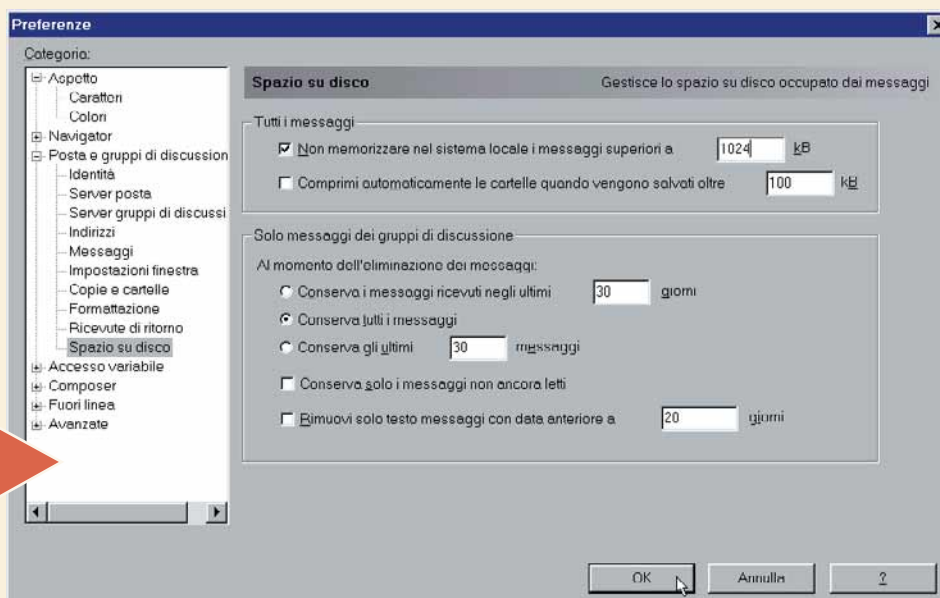 Preferenze
Categoria:
Aspetto
Caratteri
Colori
Navigator
Posta e gruppi di discussion
Identità
Server posta
Server gruppi di discussi
Indirizzi
Messaggi
Impostazioni finestra
Copie e cartelle
Formattazione
Ricevute di ritorno
Spazio su disco
Accesso variabile
Composer
Fuori linea
Avanzate
Spazio su disco Gestisce lo spazio su disco occupato dai messaggi
Tutti i messaggi
Non memorizzare nel sistema locale i messaggi superiori a 1024 kB
Comprimi automaticamente le cartelle quando vengono salvati oltre 100 kB
Solo messaggi dei gruppi di discussione
Al momento dell'eliminazione dei messaggi:
Conserva i messaggi ricevuti negli ultimi 30 giorni
Conserva tutti i messaggi
Conserva gli ultimi 30 messaggi
Conserva solo i messaggi non ancora letti
Rimuovi solo testo messaggi con data anteriore a 20 giorni
OK Annulla ?